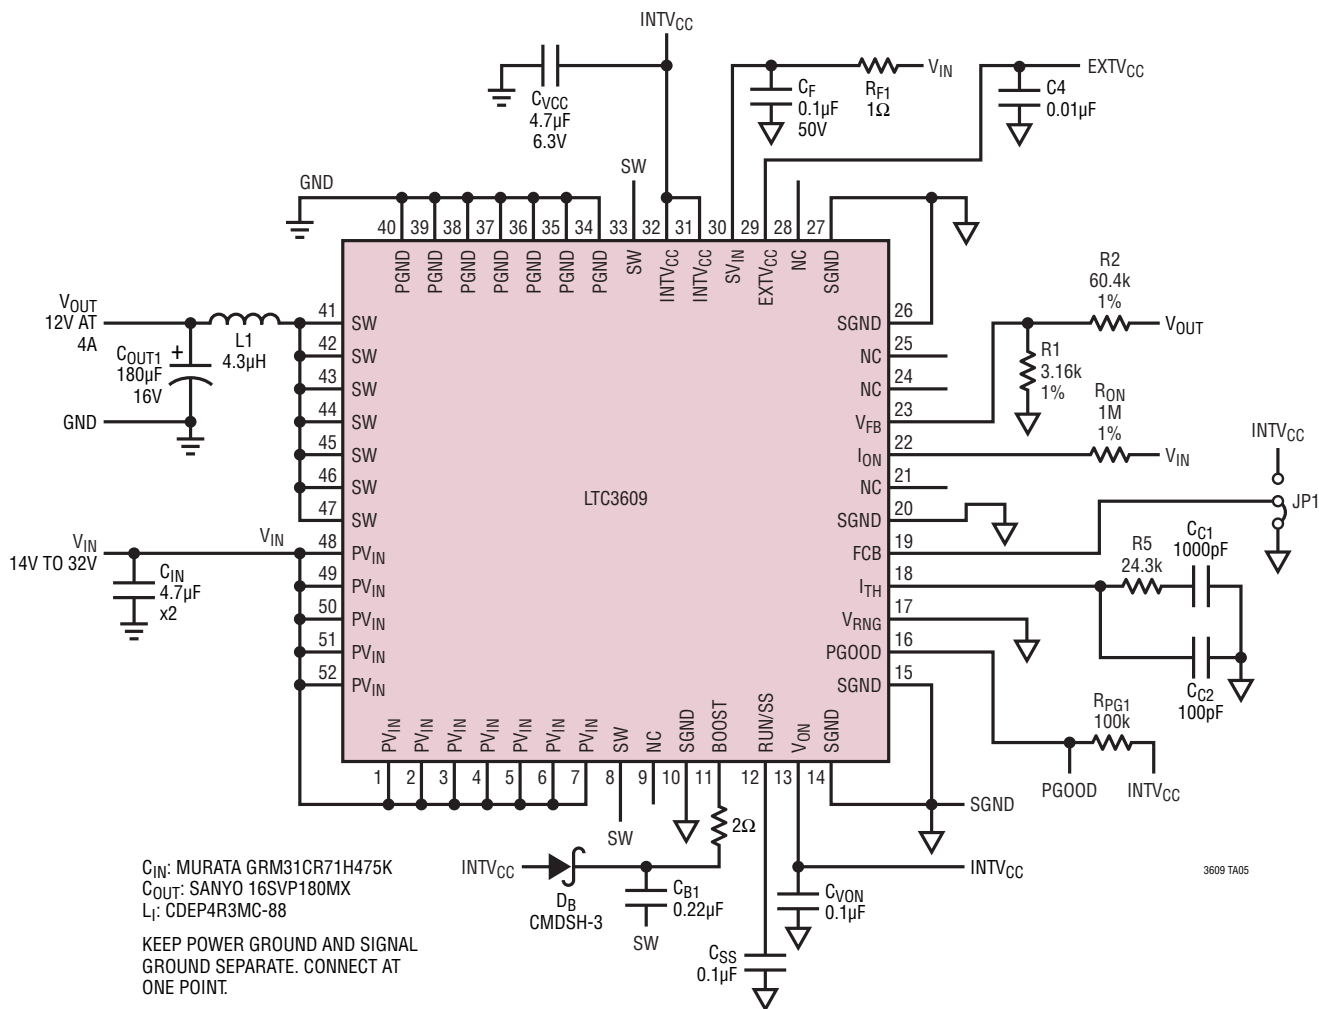 INTVCC
CVCC
4.7µF
6.3V
CF
0.1µF
50V
RF1
1Ω
VIN
EXTVCC
C4
0.01µF
GND
SW
40 39 38 37 36 35 34 33 32 31 30 29 28 27
PGND PGND PGND PGND PGND PGND PGND SW INTVCC INTVCC SVIN EXTVCC NC SGND
VOUT
12V AT
4A
COUT1
+
180µF
16V
GND
L1
4.3µH
41 SW
42 SW
43 SW
44 SW
45 SW
46 SW
47 SW
VIN
14V TO 32V
VIN
CIN
4.7µF
x2
48 PVIN
49 PVIN
50 PVIN
51 PVIN
52 PVIN
LTC3609
SGND 26
NC 25
NC 24
VFB 23
ION 22
NC 21
SGND 20
FCB 19
ITH 18
VRNG 17
PGOOD 16
SGND 15
R2
60.4k
1%
VOUT
R1
3.16k
1%
RON
1M
1%
VIN
INTVCC
JP1
R5
24.3k
CC1
1000pF
CC2
100pF
RPG1
100k
PGOOD
INTVCC
PVIN PVIN PVIN PVIN PVIN PVIN PVIN SW NC SGND BOOST RUN/SS VON SGND
1 2 3 4 5 6 7 8 9 10 11 12 13 14
SW
2Ω
SGND
INTVCC
DB
CMDSH-3
CB1
0.22µF
SW
INTVCC
CVON
0.1µF
CSS
0.1µF
CIN: MURATA GRM31CR71H475K
COUT: SANYO 16SVP180MX
LI: CDEP4R3MC-88
KEEP POWER GROUND AND SIGNAL
GROUND SEPARATE. CONNECT AT
ONE POINT.
3609 TA05